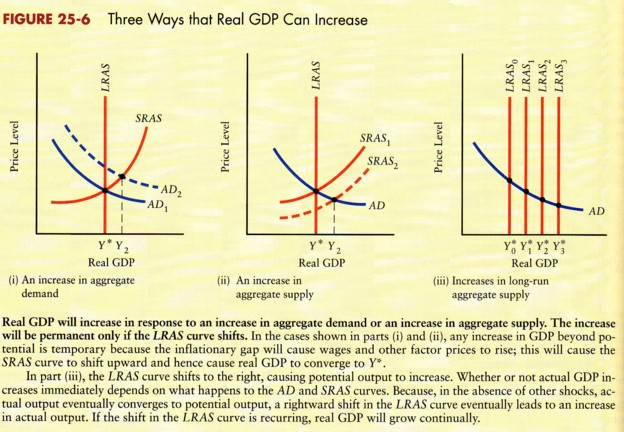 FIGURE 25-6 Three Ways that Real GDP Can Increase
Price Level
LRAS
SRAS
AD2
AD1
Y* Y2
Real GDP
(i) An increase in aggregate
demand
Price Level
LRAS
SRAS1
SRAS2
AD
Y* Y2
Real GDP
(ii) An increase in
aggregate supply
Price Level
LRAS0
LRAS1
LRAS2
LRAS3
AD
Y*0 Y*1 Y*2 Y*3
Real GDP
(iii) Increases in long-run
aggregate supply
Real GDP will increase in response to an increase in aggregate demand or an increase in aggregate supply. The increase
will be permanent only if the LRAS curve shifts. In the cases shown in parts (i) and (ii), any increase in GDP beyond po-
tential is temporary because the inflationary gap will cause wages and other factor prices to rise; this will cause the
SRAS curve to shift upward and hence cause real GDP to converge to Y*.
In part (iii), the LRAS curve shifts to the right, causing potential output to increase. Whether or not actual GDP in-
creases immediately depends on what happens to the AD and SRAS curves. Because, in the absence of other shocks, ac-
tual output eventually converges to potential output, a rightward shift in the LRAS curve eventually leads to an increase
in actual output. If the shift in the LRAS curve is recurring, real GDP will grow continually.